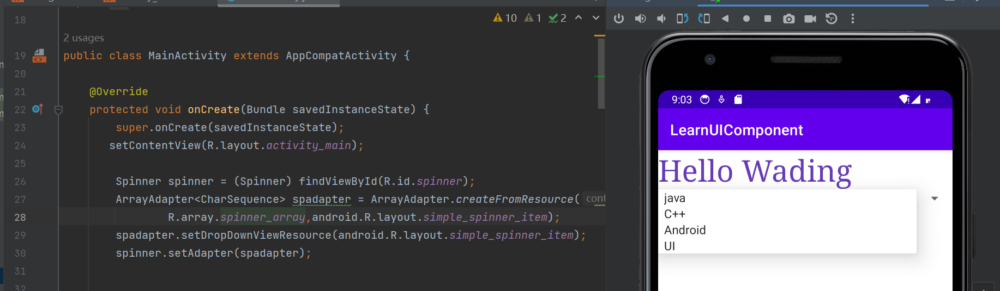 10 1 2
18
2 usages
19 public class MainActivity extends AppCompatActivity {
20
21 @Override
22 protected void onCreate(Bundle savedInstanceState) {
23 super.onCreate(savedInstanceState);
24 setContentView(R.layout.activity_main);
25
26 Spinner spinner = (Spinner) findViewById(R.id.spinner);
27 ArrayAdapter<CharSequence> spadapter = ArrayAdapter.createFromResource( cont
28 R.array.spinner_array,android.R.layout.simple_spinner_item);
29 spadapter.setDropDownViewResource(android.R.layout.simple_spinner_item);
30 spinner.setAdapter(spadapter);
31
32
9:03
LearnUIComponent
Hello Wading
java
C++
Android
UI